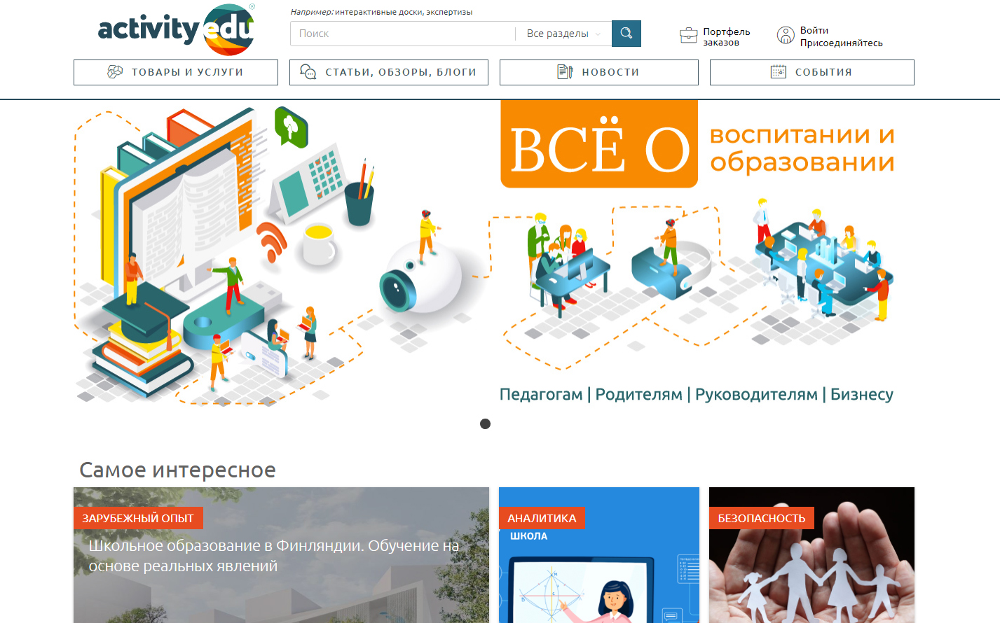 activityedu®
Например: интерактивные доски, экспертизы
Поиск
Все разделы
Портфель
заказов
Войти
Присоединяйтесь
ТОВАРЫ И УСЛУГИ
СТАТЬИ, ОБЗОРЫ, БЛОГИ
НОВОСТИ
СОБЫТИЯ
ВСЁ О
воспитании и
образовании
Педагогам | Родителям | Руководителям | Бизнесу
Самое интересное
ЗАРУБЕЖНЫЙ ОПЫТ
Школьное образование в Финляндии. Обучение на
основе реальных явлений
АНАЛИТИКА
ШКОЛА
БЕЗОПАСНОСТЬ